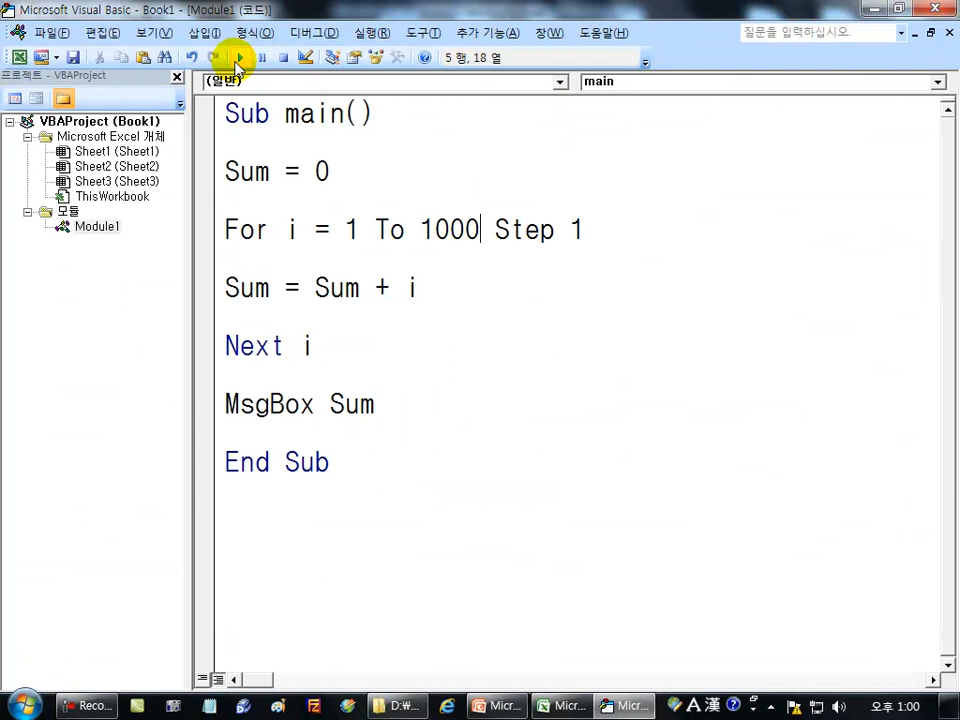 Microsoft Visual Basic - Book1 - [Module1 (코드)]
파일(F) 편집(E) 보기(V) 삽입(I) 형식(O) 디버그(D) 실행(R) 도구(T) 추가 기능(A) 창(W) 도움말(H) 질문을 입력하십시오.
5 행, 18 열
프로젝트 - VBAProject
(일반) main
VBAProject (Book1)
Microsoft Excel 개체
Sheet1 (Sheet1)
Sheet2 (Sheet2)
Sheet3 (Sheet3)
ThisWorkbook
모듈
Module1
Sub main()
Sum = 0
For i = 1 To 1000 Step 1
Sum = Sum + i
Next i
MsgBox Sum
End Sub
Reco... D:\... Micr... Micr... Micr... A 漢 오후 1:00